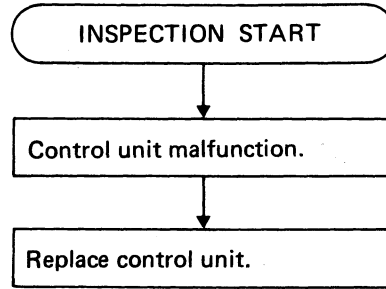 INSPECTION START
Control unit malfunction.
Replace control unit.